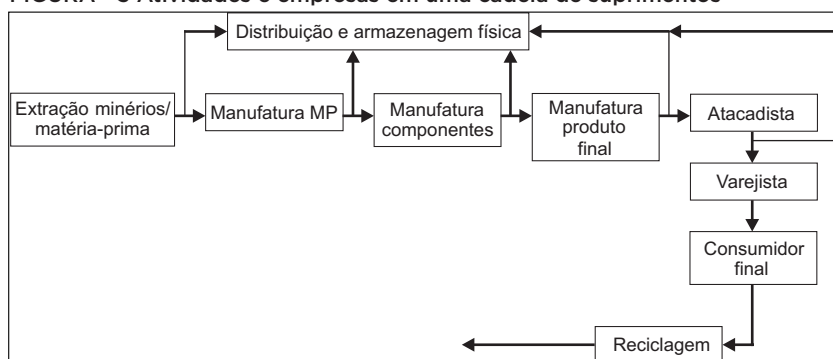 FIGURA - 3 Atividades e empresas em uma cadeia de suprimentos
Distribuição e armazenagem física
Extração minérios/
matéria-prima
Manufatura MP
Manufatura
componentes
Manufatura
produto
final
Atacadista
Varejista
Consumidor
final
Reciclagem